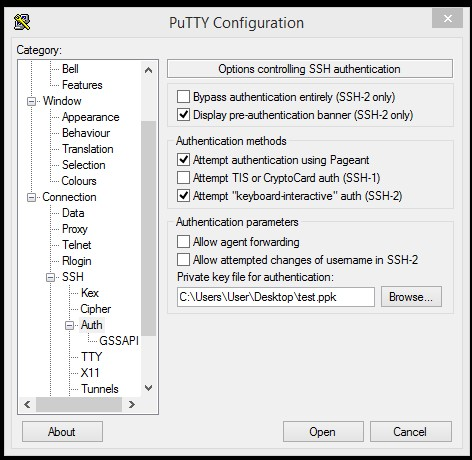 PuTTY Configuration
Category:
Bell
Features
Window
Appearance
Behaviour
Translation
Selection
Colours
Connection
Data
Proxy
Telnet
Rlogin
SSH
Kex
Cipher
Auth
GSSAPI
TTY
X11
Tunnels
Options controlling SSH authentication
Bypass authentication entirely (SSH-2 only)
Display pre-authentication banner (SSH-2 only)
Authentication methods
Attempt authentication using Pageant
Attempt TIS or CryptoCard auth (SSH-1)
Attempt "keyboard-interactive" auth (SSH-2)
Authentication parameters
Allow agent forwarding
Allow attempted changes of username in SSH-2
Private key file for authentication:
C:\Users\User\Desktop\test.ppk
Browse...
About
Open
Cancel